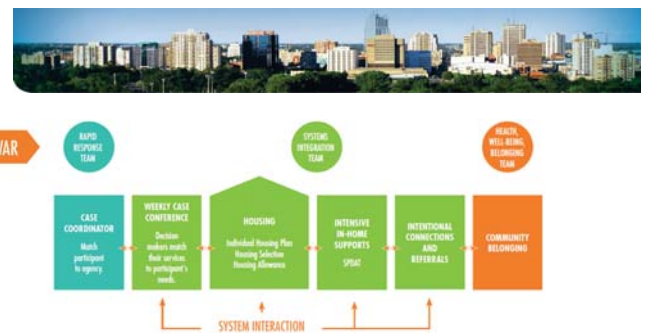 VAR
RAPID
RESPONSE
TEAM
SYSTEMS
INTEGRATION
TEAM
HEALTH,
WELL-BEING,
BELONGING
TEAM
CASE
COORDINATOR
Match
participant
to agency.
WEEKLY CASE
CONFERENCE
Decision
makers match
their services
to participant's
needs.
HOUSING
Individual Housing Plan
Housing Selection
Housing Allowance
INTENSIVE
IN-HOME
SUPPORTS
SPDAT
INTENTIONAL
CONNECTIONS
AND
REFERRALS
COMMUNITY
BELONGING
SYSTEM INTERACTION